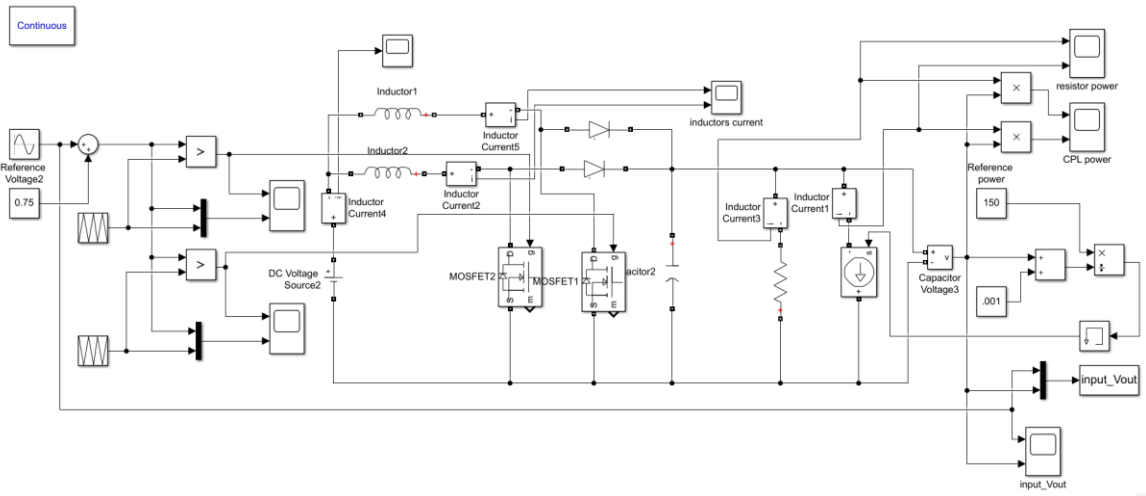 Continuous
Inductor1
Inductor
Current5
inductors current
resistor power
CPL power
Reference
Voltage2
0.75
+
+
>
>
Inductor2
Inductor
Current2
Inductor
Current4
DC Voltage
Source2
MOSFET2
MOSFET1
acitor2
D
g
S
m
D
g
S
m
Inductor
Current3
Inductor
Current1
s
v
Capacitor
Voltage3
Reference
power
150
.001
+
+
×
÷
×
×
input_Vout
input_Vout